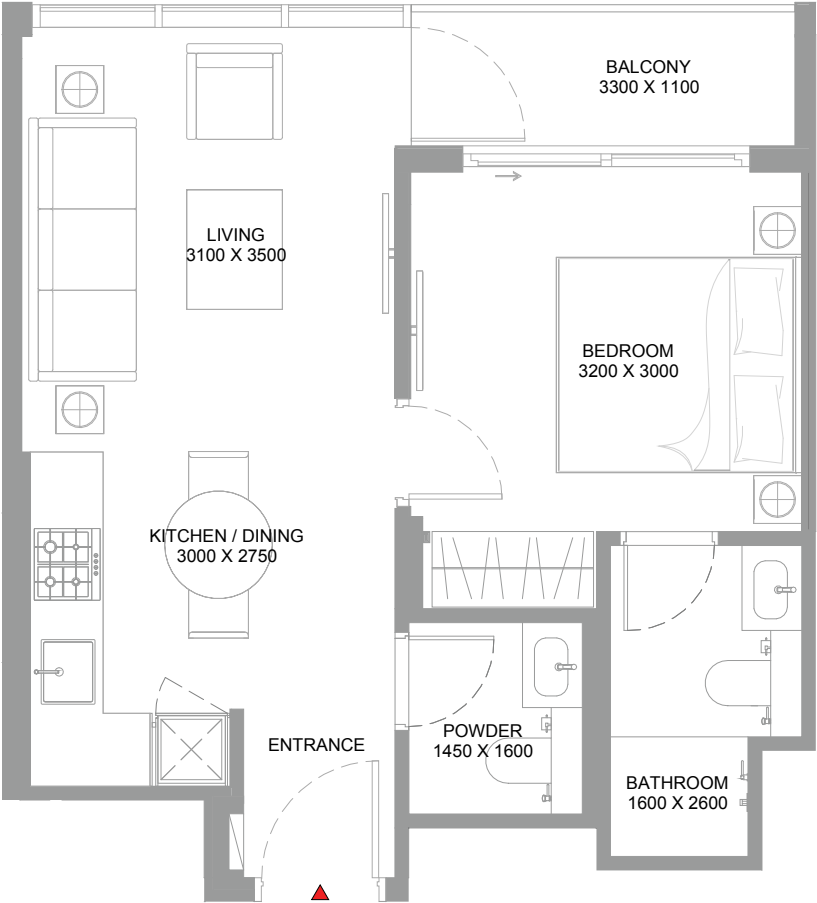 BALCONY
3300 X 1100
LIVING
3100 X 3500
BEDROOM
3200 X 3000
KITCHEN / DINING
3000 X 2750
ENTRANCE
POWDER
1450 X 1600
BATHROOM
1600 X 2600